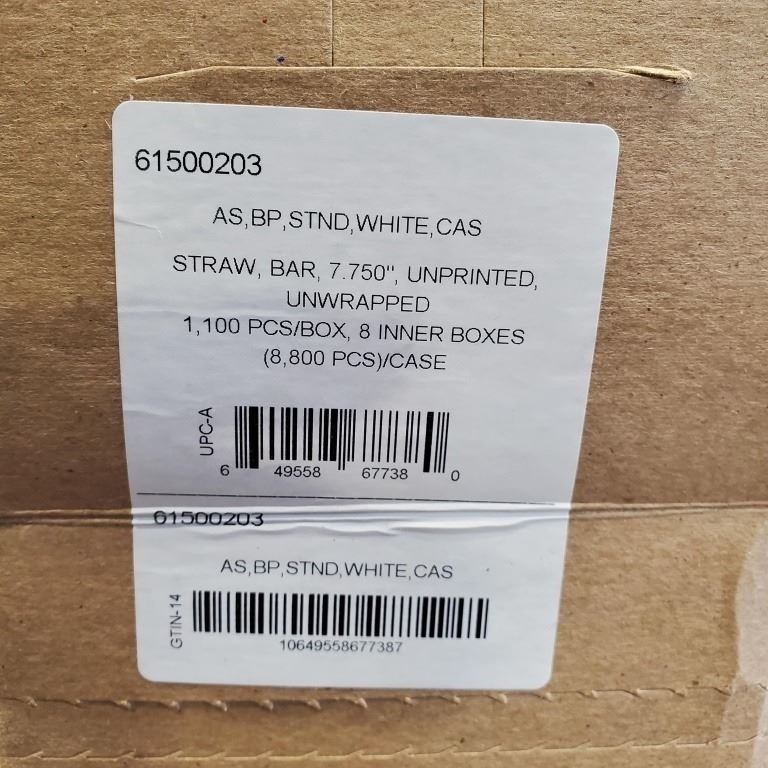 61500203
AS,BP,STND,WHITE,CAS
STRAW, BAR, 7.750", UNPRINTED,
UNWRAPPED
1,100 PCS/BOX, 8 INNER BOXES
(8,800 PCS)/CASE
UPC-A
6 49558 67738 0
61500203
AS,BP,STND,WHITE,CAS
GTIN-14
10649558677387